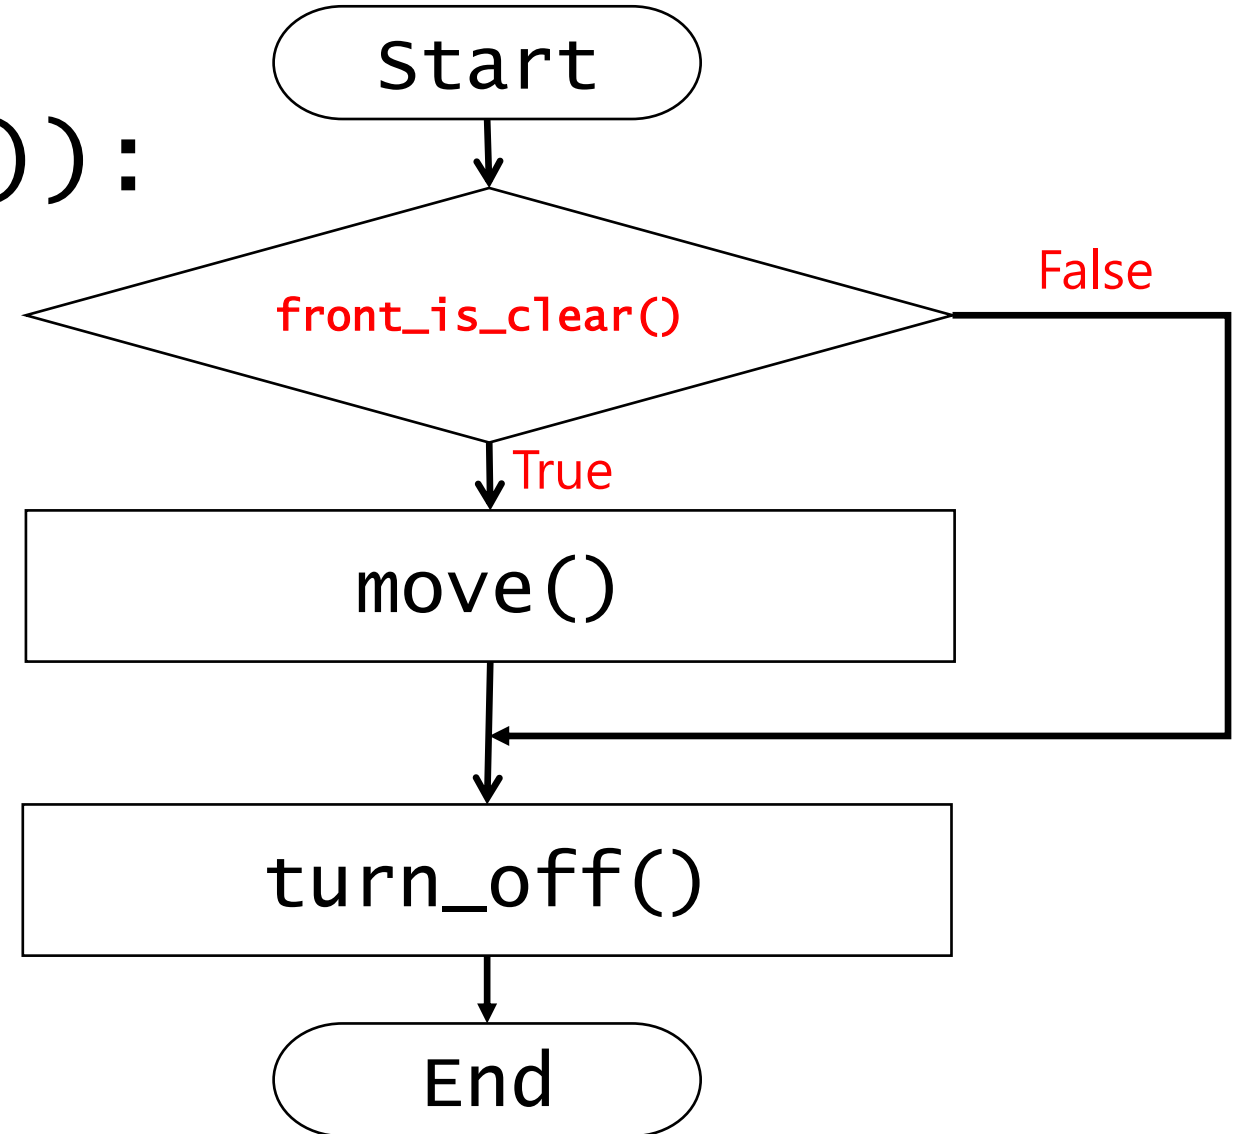 Start
)):
False
front_is_clear()
True
move()
turn_off()
End